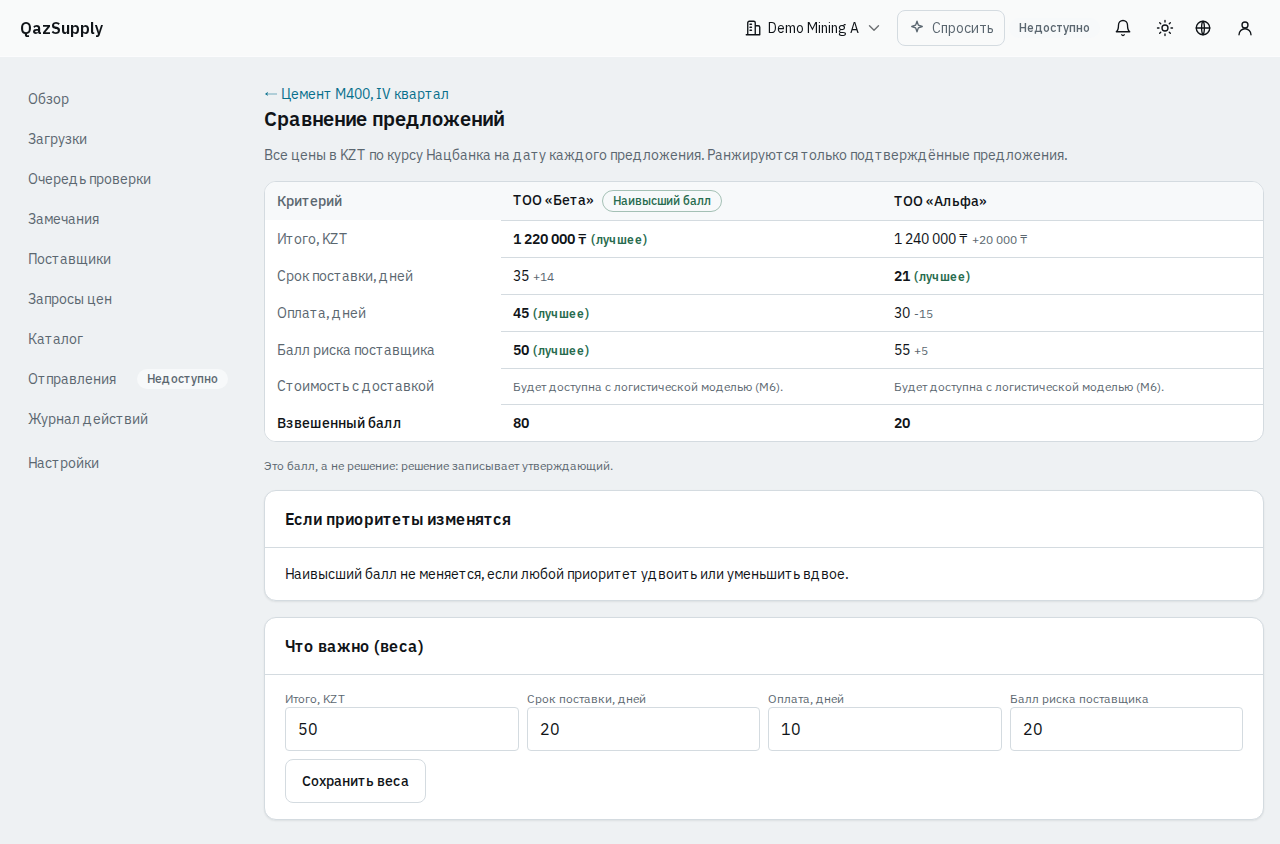 QazSupply
Demo Mining A
Спросить
Недоступно
Обзор
Загрузки
Очередь проверки
Замечания
Поставщики
Запросы цен
Каталог
Отправления Недоступно
Журнал действий
Настройки
← Цемент М400, IV квартал
Сравнение предложений
Все цены в KZT по курсу Нацбанка на дату каждого предложения. Ранжируются только подтверждённые предложения.
Критерий ТОО «Бета» Наивысший балл ТОО «Альфа»
Итого, KZT 1 220 000 ₸ (лучшее) 1 240 000 ₸ +20 000 ₸
Срок поставки, дней 35 +14 21 (лучшее)
Оплата, дней 45 (лучшее) 30 -15
Балл риска поставщика 50 (лучшее) 55 +5
Стоимость с доставкой Будет доступна с логистической моделью (M6). Будет доступна с логистической моделью (M6).
Взвешенный балл 80 20
Это балл, а не решение: решение записывает утверждающий.
Если приоритеты изменятся
Наивысший балл не меняется, если любой приоритет удвоить или уменьшить вдвое.
Что важно (веса)
Итого, KZT Срок поставки, дней Оплата, дней Балл риска поставщика
50 20 10 20
Сохранить веса